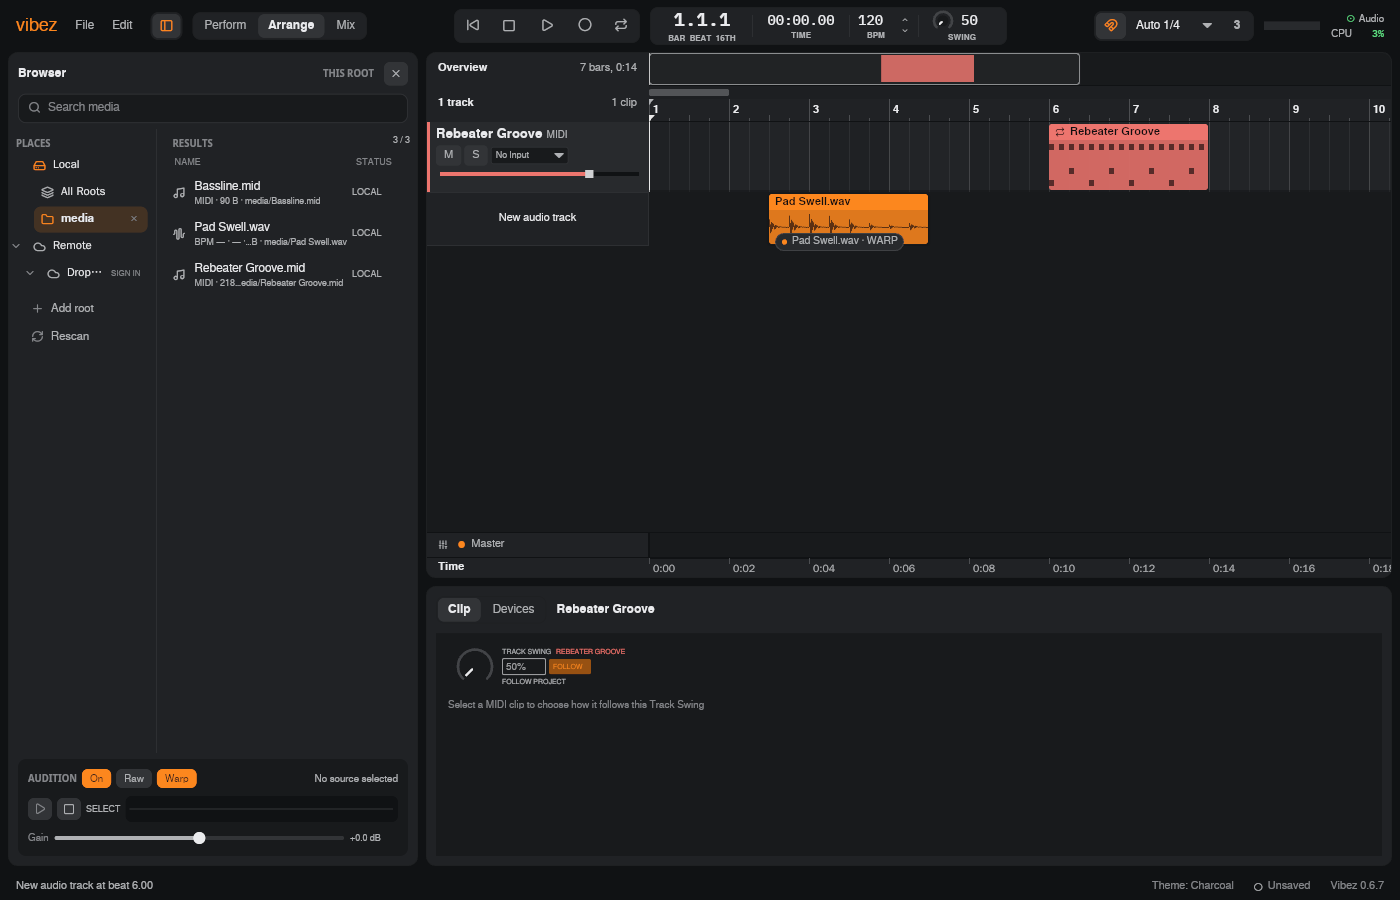 vibez File Edit Perform Arrange Mix
1.1.1 00:00.00 120 50
BAR BEAT 16TH TIME BPM SWING
Auto 1/4 3
Audio
CPU 3%
Browser THIS ROOT
Search media
PLACES
Local
All Roots
media
Remote
Drop··· SIGN IN
Add root
Rescan
RESULTS 3 / 3
NAME STATUS
Bassline.mid
MIDI · 90 B · media/Bassline.mid LOCAL
Pad Swell.wav
BPM — · — ·...B · media/Pad Swell.wav LOCAL
Rebeater Groove.mid
MIDI · 218...edia/Rebeater Groove.mid LOCAL
AUDITION On Raw Warp No source selected
SELECT
Gain +0.0 dB
Overview 7 bars, 0:14
1 track 1 clip
1 2 3 4 5 6 7 8 9 10
Rebeater Groove MIDI
M S No Input
Rebeater Groove
New audio track
Pad Swell.wav
Pad Swell.wav · WARP
Master
Time 0:00 0:02 0:04 0:06 0:08 0:10 0:12 0:14 0:16
Clip Devices Rebeater Groove
TRACK SWING REBEATER GROOVE
50% FOLLOW
FOLLOW PROJECT
Select a MIDI clip to choose how it follows this Track Swing
New audio track at beat 6.00
Theme: Charcoal Unsaved Vibez 0.6.7